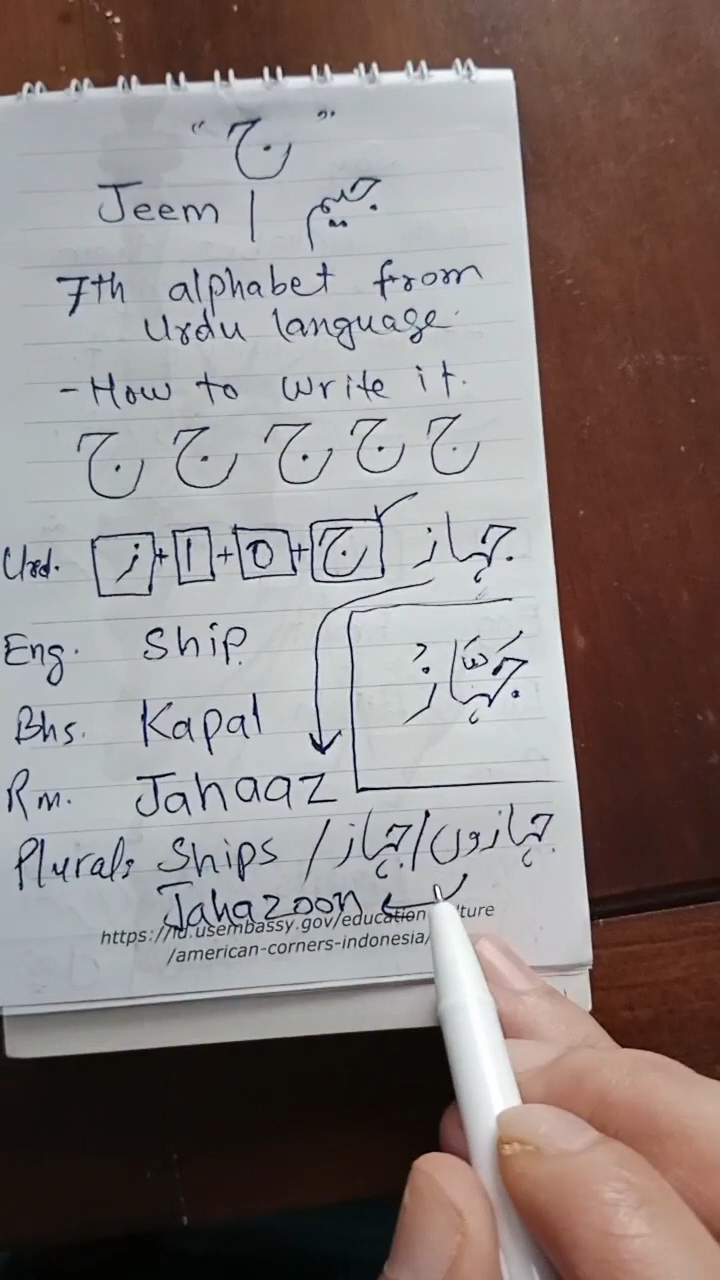 "ج"
Jeem | جیم
7th alphabet from
Urdu language.
- How to write it.
ج ج ج ج ج
Urd. ز + ا + ه + ج جہاز
Eng. Ship
جَہَازْ
Bhs. Kapal
Rm. Jahaaz
Plural: Ships / جہاز / جہازوں
Jahazoon
https://id.usembassy.gov/education-culture
/american-corners-indonesia/